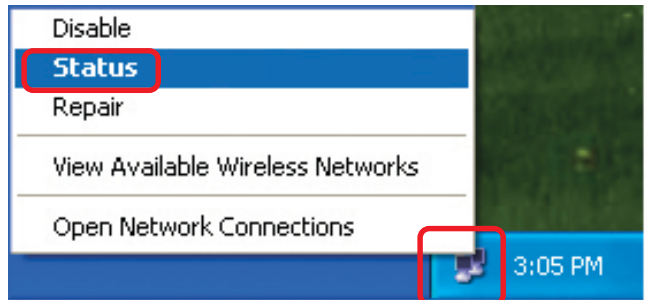 Disable
Status
Repair
View Available Wireless Networks
Open Network Connections
3:05 PM